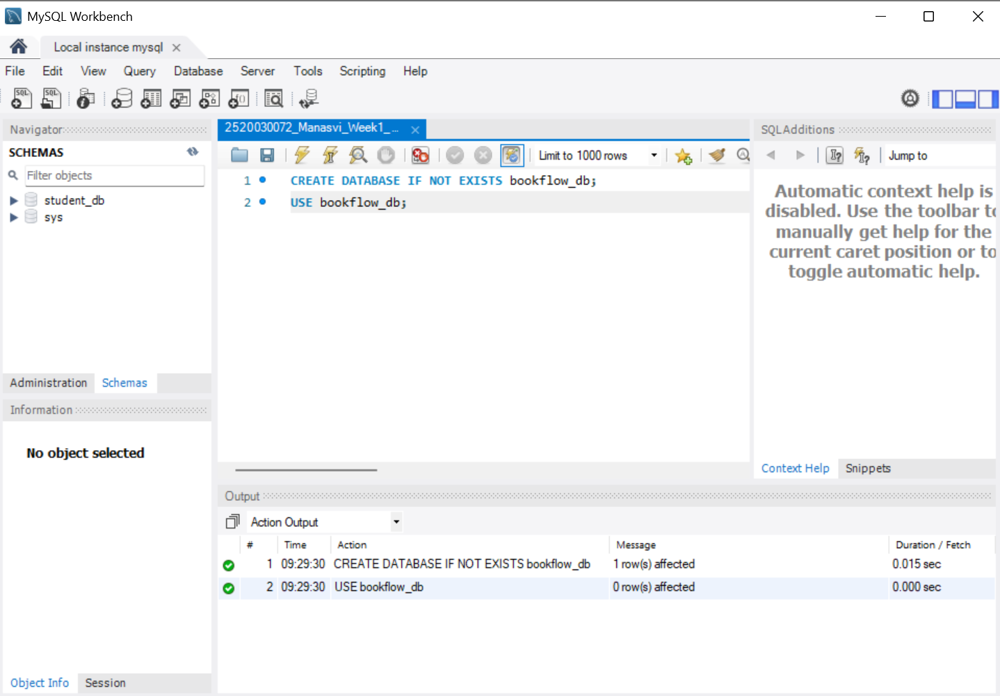 MySQL Workbench
Local instance mysql
File Edit View Query Database Server Tools Scripting Help
Navigator
SCHEMAS
Filter objects
student_db
sys
Administration Schemas
Information
No object selected
Object Info Session
2520030072_Manasvi_Week1_...
Limit to 1000 rows
1 CREATE DATABASE IF NOT EXISTS bookflow_db;
2 USE bookflow_db;
SQLAdditions
Jump to
Automatic context help is
disabled. Use the toolbar to
manually get help for the
current caret position or to
toggle automatic help.
Context Help Snippets
Output
Action Output
# Time Action Message Duration / Fetch
1 09:29:30 CREATE DATABASE IF NOT EXISTS bookflow_db 1 row(s) affected 0.015 sec
2 09:29:30 USE bookflow_db 0 row(s) affected 0.000 sec